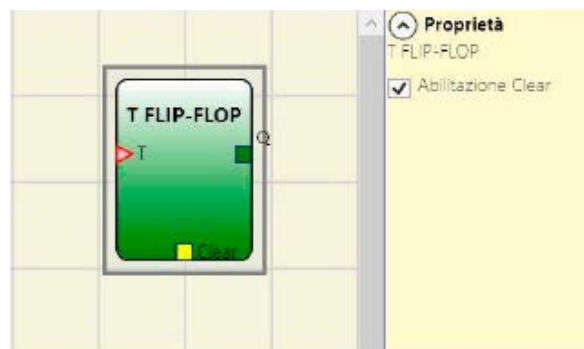 T FLIP-FLOP
T
Q
Clear
Proprietà
T FLIP-FLOP
Abilitazione Clear